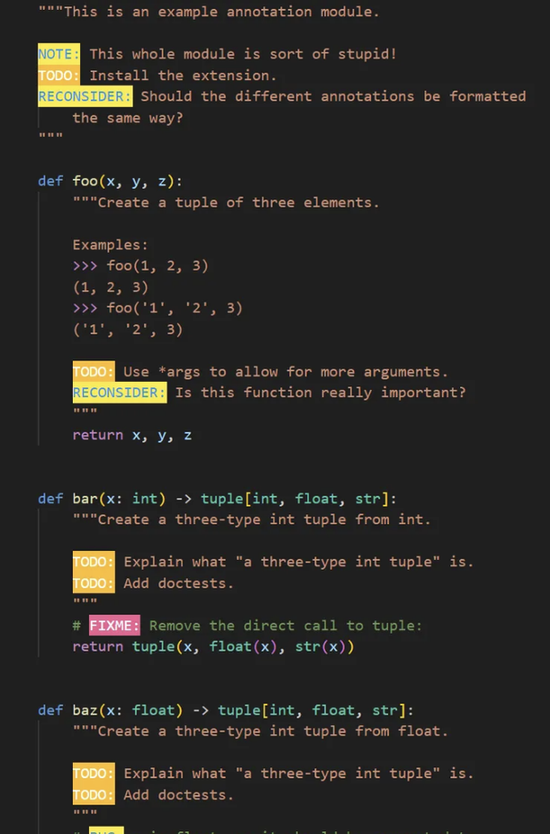 """This is an example annotation module.
NOTE: This whole module is sort of stupid!
TODO: Install the extension.
RECONSIDER: Should the different annotations be formatted
the same way?
"""
def foo(x, y, z):
"""Create a tuple of three elements.
Examples:
>>> foo(1, 2, 3)
(1, 2, 3)
>>> foo('1', '2', 3)
('1', '2', 3)
TODO: Use *args to allow for more arguments.
RECONSIDER: Is this function really important?
"""
return x, y, z
def bar(x: int) -> tuple[int, float, str]:
"""Create a three-type int tuple from int.
TODO: Explain what "a three-type int tuple" is.
TODO: Add doctests.
"""
# FIXME: Remove the direct call to tuple:
return tuple(x, float(x), str(x))
def baz(x: float) -> tuple[int, float, str]:
"""Create a three-type int tuple from float.
TODO: Explain what "a three-type int tuple" is.
TODO: Add doctests.
"""